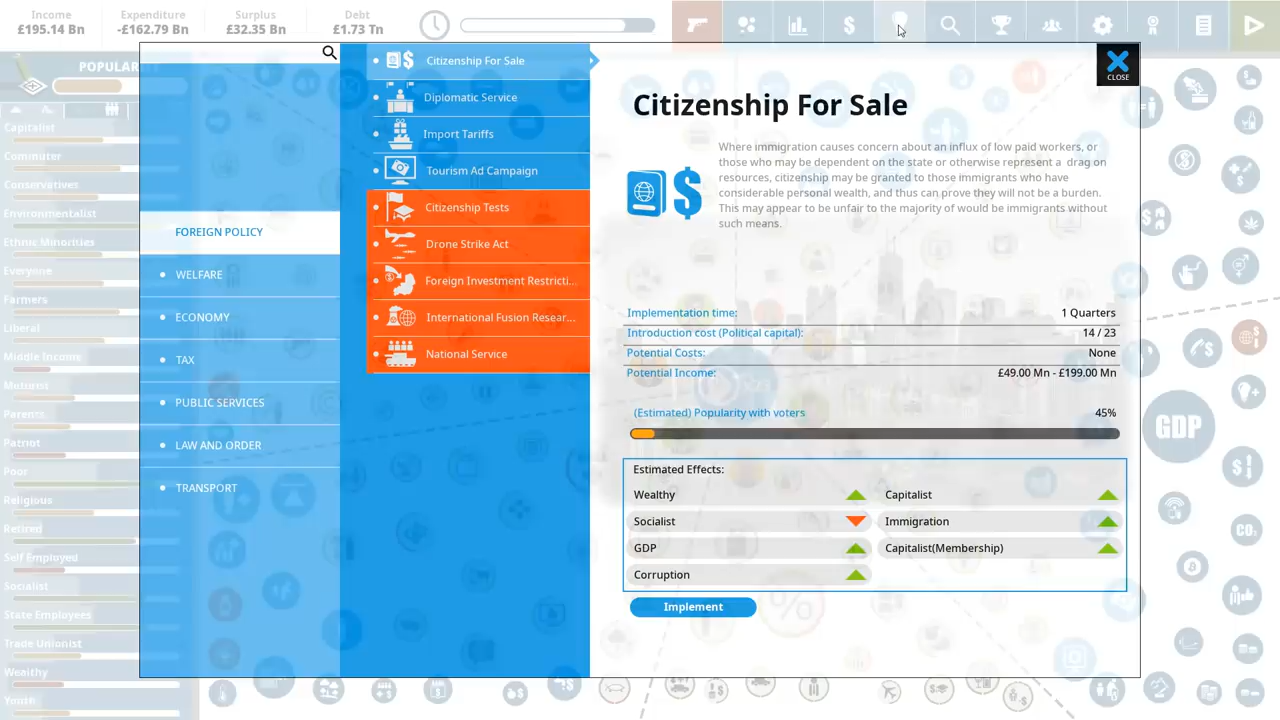 Income
£195.14 Bn
Expenditure
-£162.79 Bn
Surplus
£32.35 Bn
Debt
£1.73 Tn
POPULAR
Capitalist
Commuter
Conservatives
Environmentalist
Ethnic Minorities
Everyone
Farmers
Liberal
Middle Income
Motorist
Parents
Patriot
Poor
Religious
Retired
Self Employed
Socialist
State Employees
Trade Unionist
Wealthy
Youth
FOREIGN POLICY
WELFARE
ECONOMY
TAX
PUBLIC SERVICES
LAW AND ORDER
TRANSPORT
Citizenship For Sale
Diplomatic Service
Import Tariffs
Tourism Ad Campaign
Citizenship Tests
Drone Strike Act
Foreign Investment Restricti...
International Fusion Resear...
National Service
CLOSE
Citizenship For Sale
Where immigration causes concern about an influx of low paid workers, or
those who may be dependent on the state or otherwise represent a drag on
resources, citizenship may be granted to those immigrants who have
considerable personal wealth, and thus can prove they will not be a burden.
This may appear to be unfair to the majority of would be immigrants without
such means.
Implementation time: 1 Quarters
Introduction cost (Political capital): 14 / 23
Potential Costs: None
Potential Income: £49.00 Mn - £199.00 Mn
(Estimated) Popularity with voters 45%
Estimated Effects:
Wealthy
Capitalist
Socialist
Immigration
GDP
Capitalist(Membership)
Corruption
Implement
GDP
CO₂